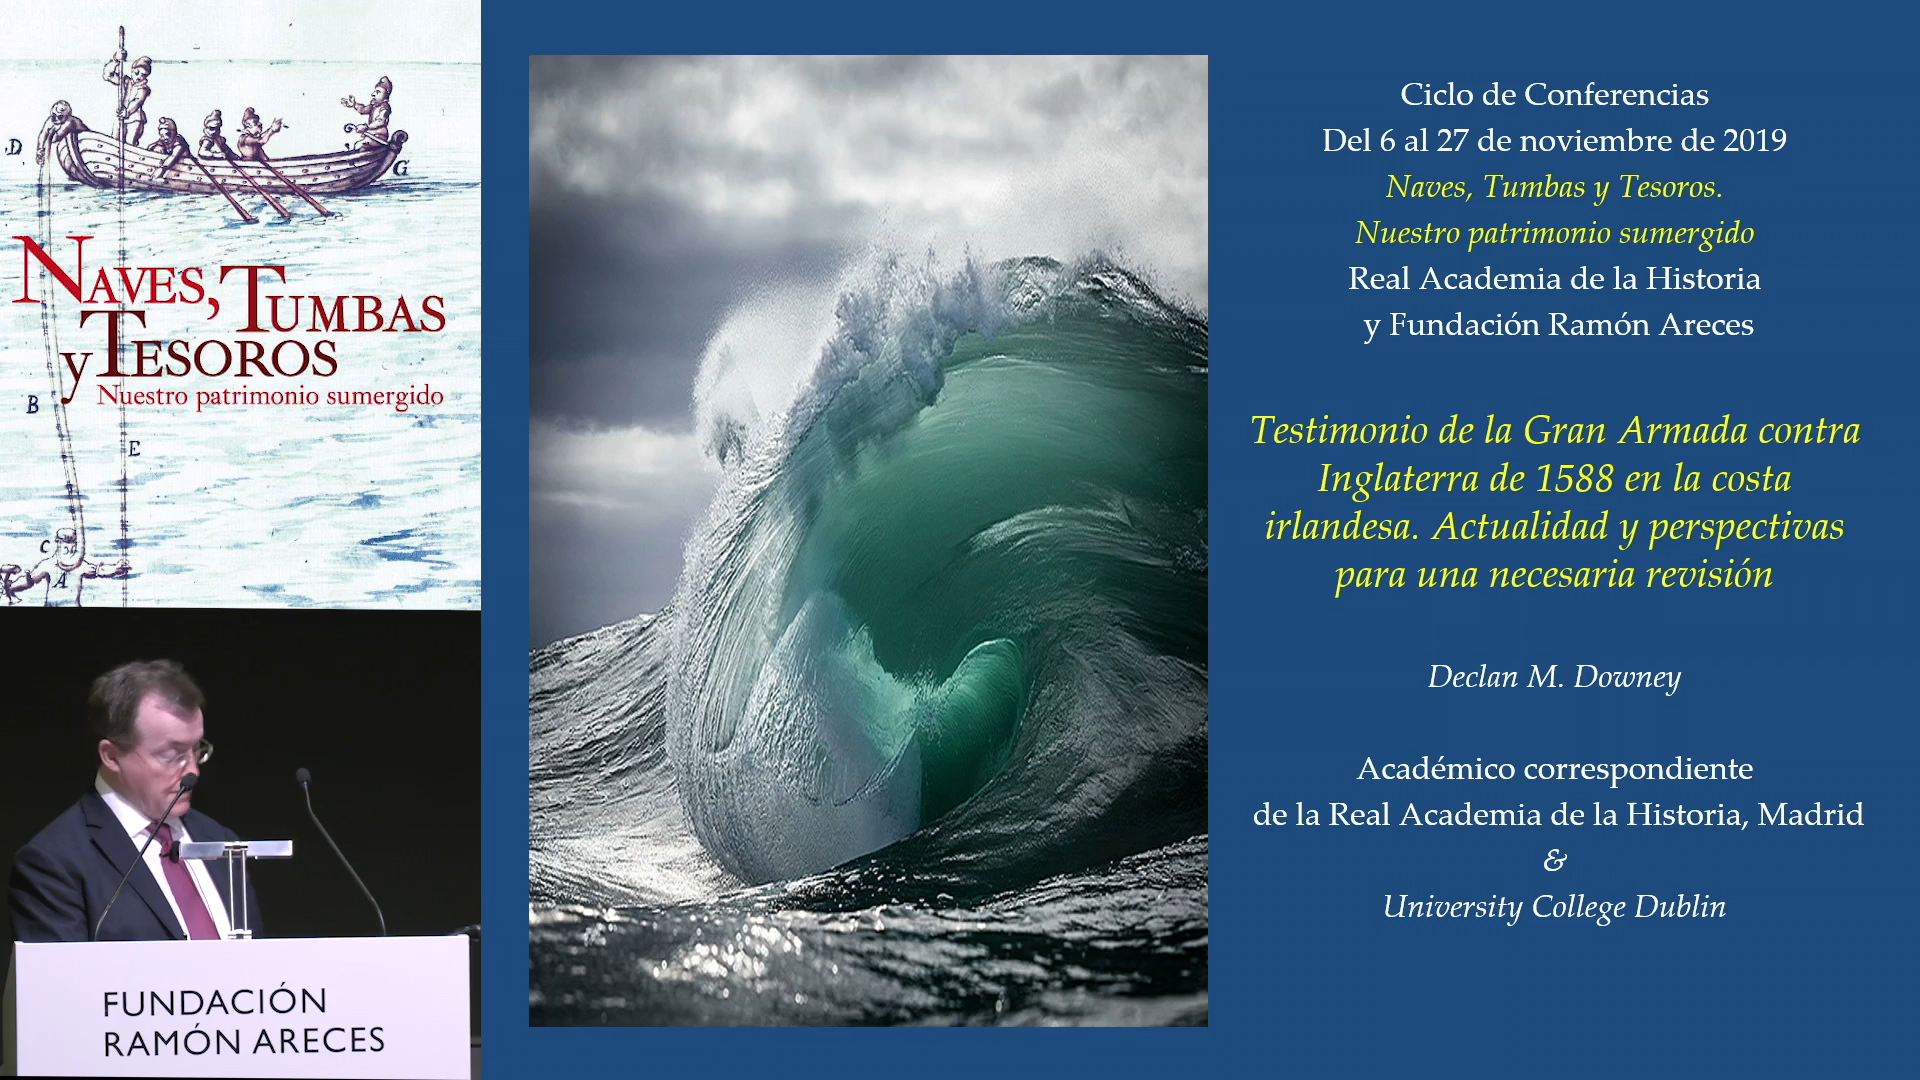 D
G
NAVES, TUMBAS
y TESOROS
Nuestro patrimonio sumergido
B
E
C
A
FUNDACIÓN
RAMÓN ARECES
Ciclo de Conferencias
Del 6 al 27 de noviembre de 2019
Naves, Tumbas y Tesoros.
Nuestro patrimonio sumergido
Real Academia de la Historia
y Fundación Ramón Areces
Testimonio de la Gran Armada contra
Inglaterra de 1588 en la costa
irlandesa. Actualidad y perspectivas
para una necesaria revisión
Declan M. Downey
Académico correspondiente
de la Real Academia de la Historia, Madrid
&
University College Dublin